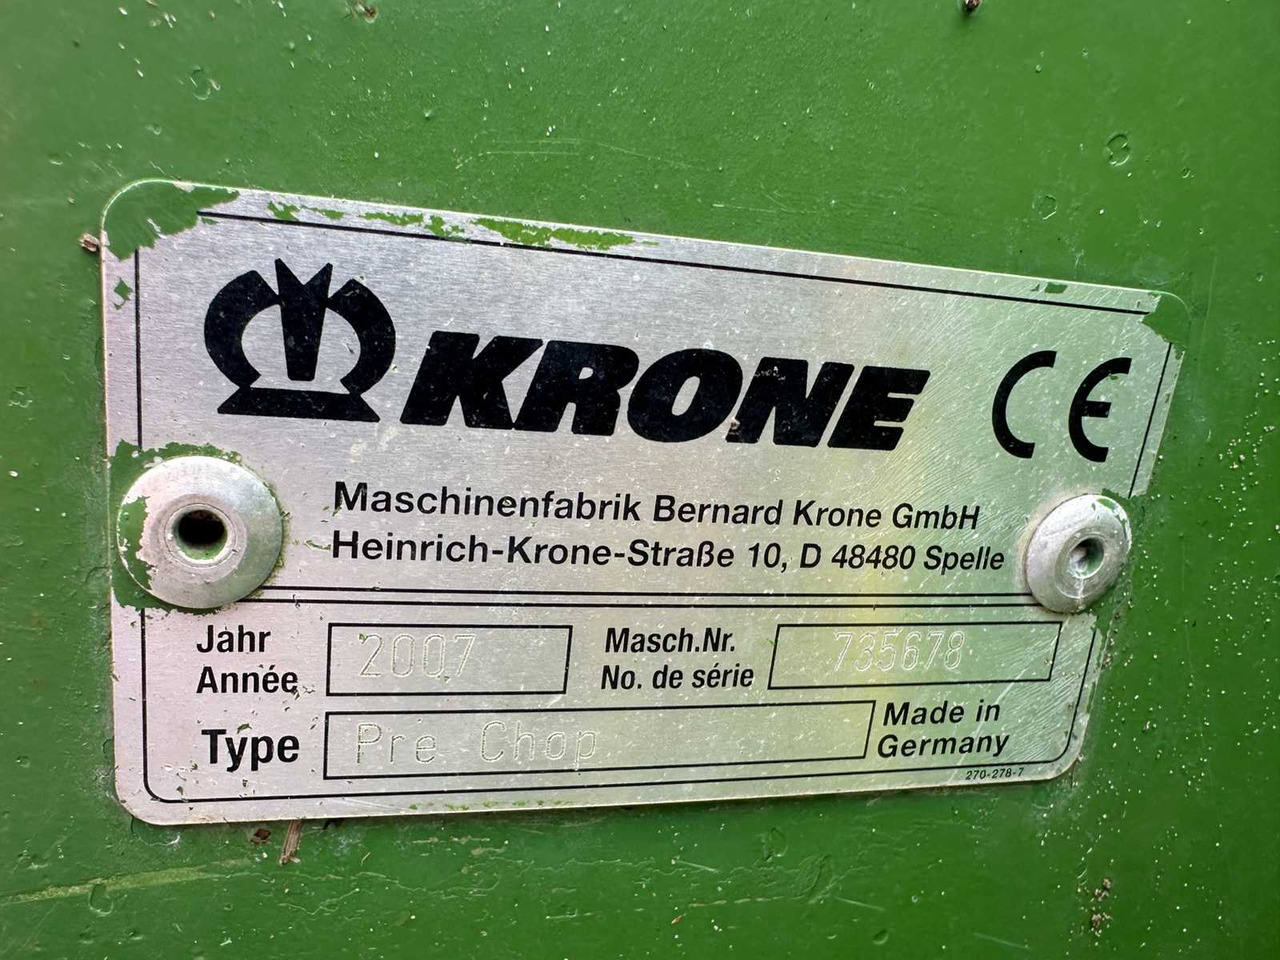 KRONE CE
Maschinenfabrik Bernard Krone GmbH
Heinrich-Krone-Straße 10, D 48480 Spelle
Jahr
Année
2007
Masch.Nr.
No. de série
735678
Type
Pre Chop
Made in
Germany
270-278-7